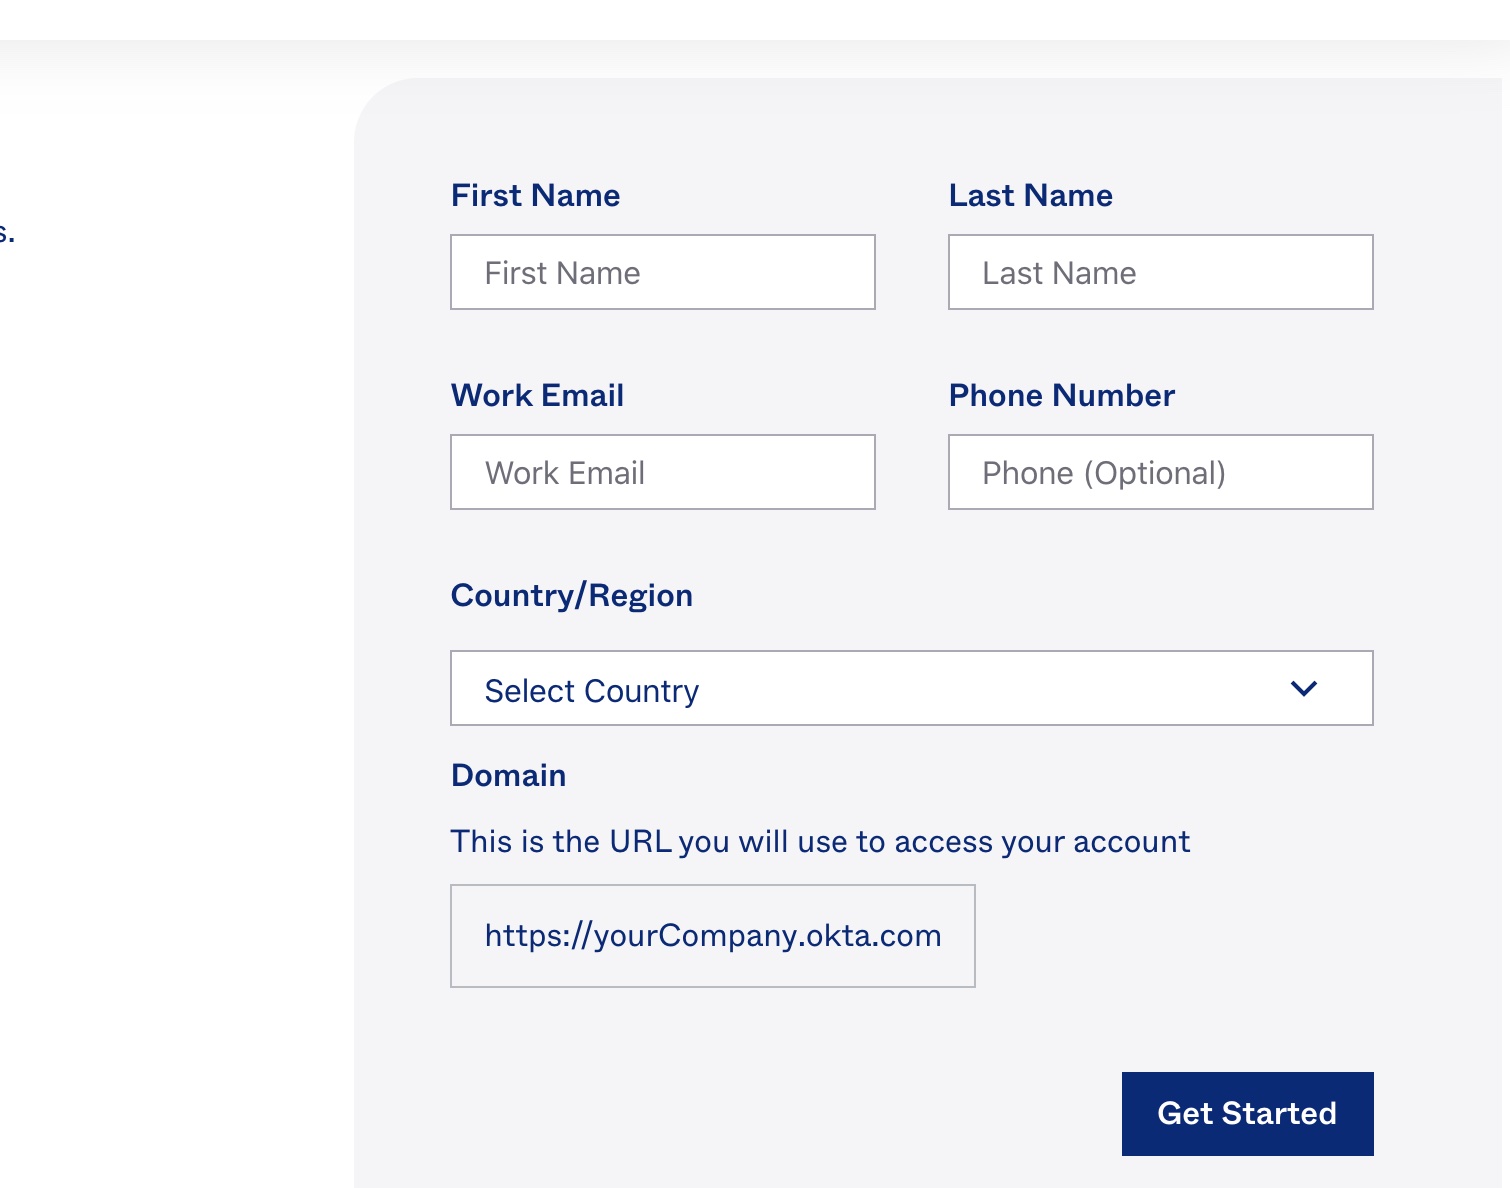 s.
First Name
Last Name
First Name
Last Name
Work Email
Phone Number
Work Email
Phone (Optional)
Country/Region
Select Country
Domain
This is the URL you will use to access your account
https://yourCompany.okta.com
Get Started